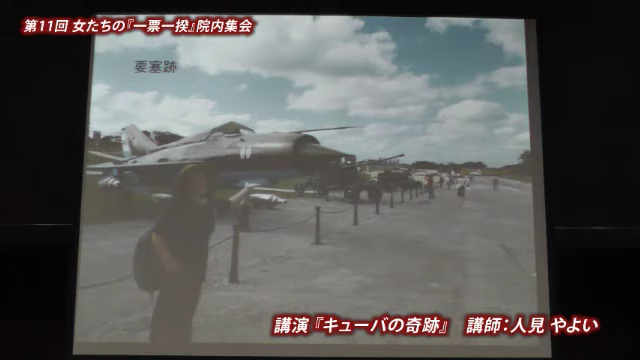 第11回 女たちの『一票一揆』院内集会
要塞跡
講演『キューバの奇跡』 講師：人見 やよい